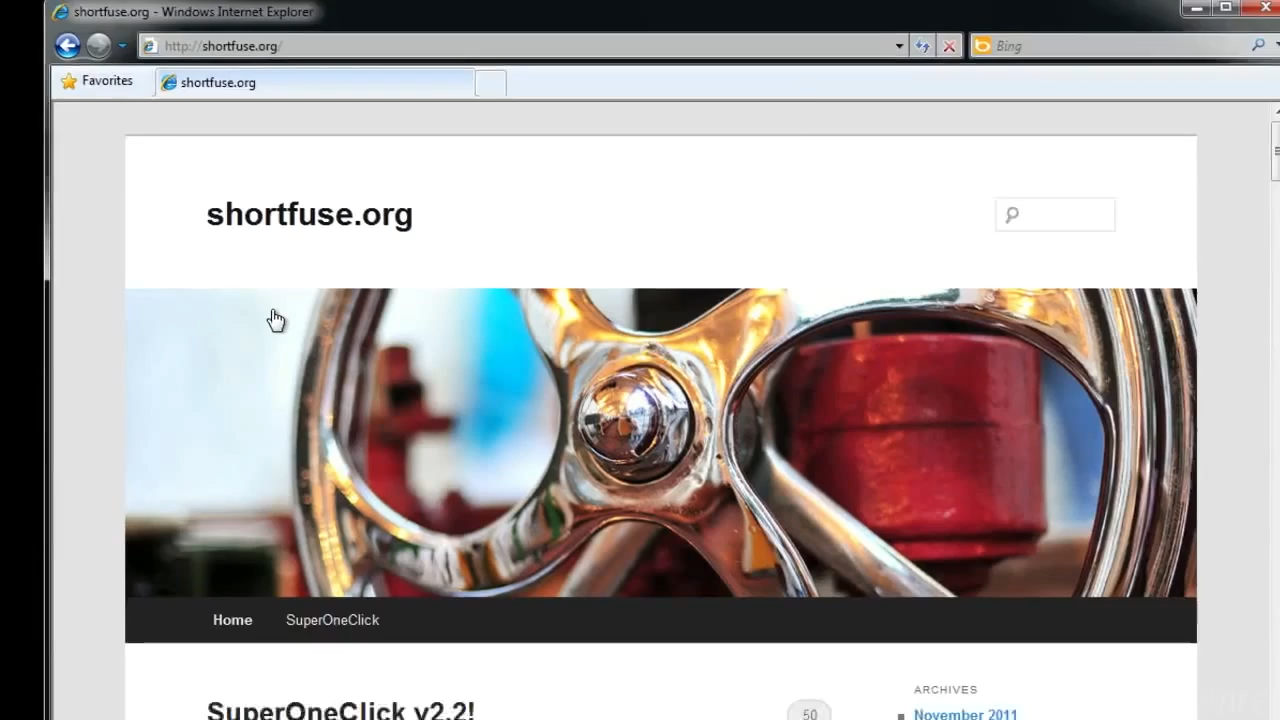 shortfuse.org - Windows Internet Explorer
http://shortfuse.org/
Bing
Favorites
shortfuse.org
shortfuse.org
Home
SuperOneClick
SuperOneClick v2.2!
50
ARCHIVES
November 2011